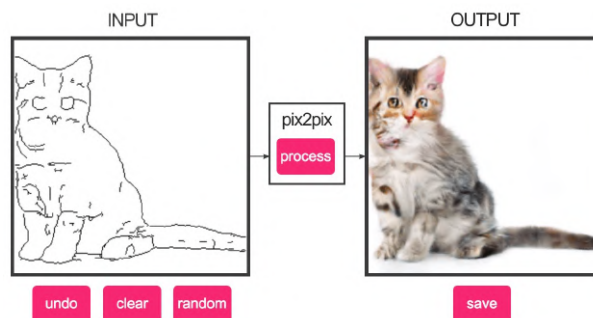 INPUT
OUTPUT
pix2pix
process
undo
clear
random
save